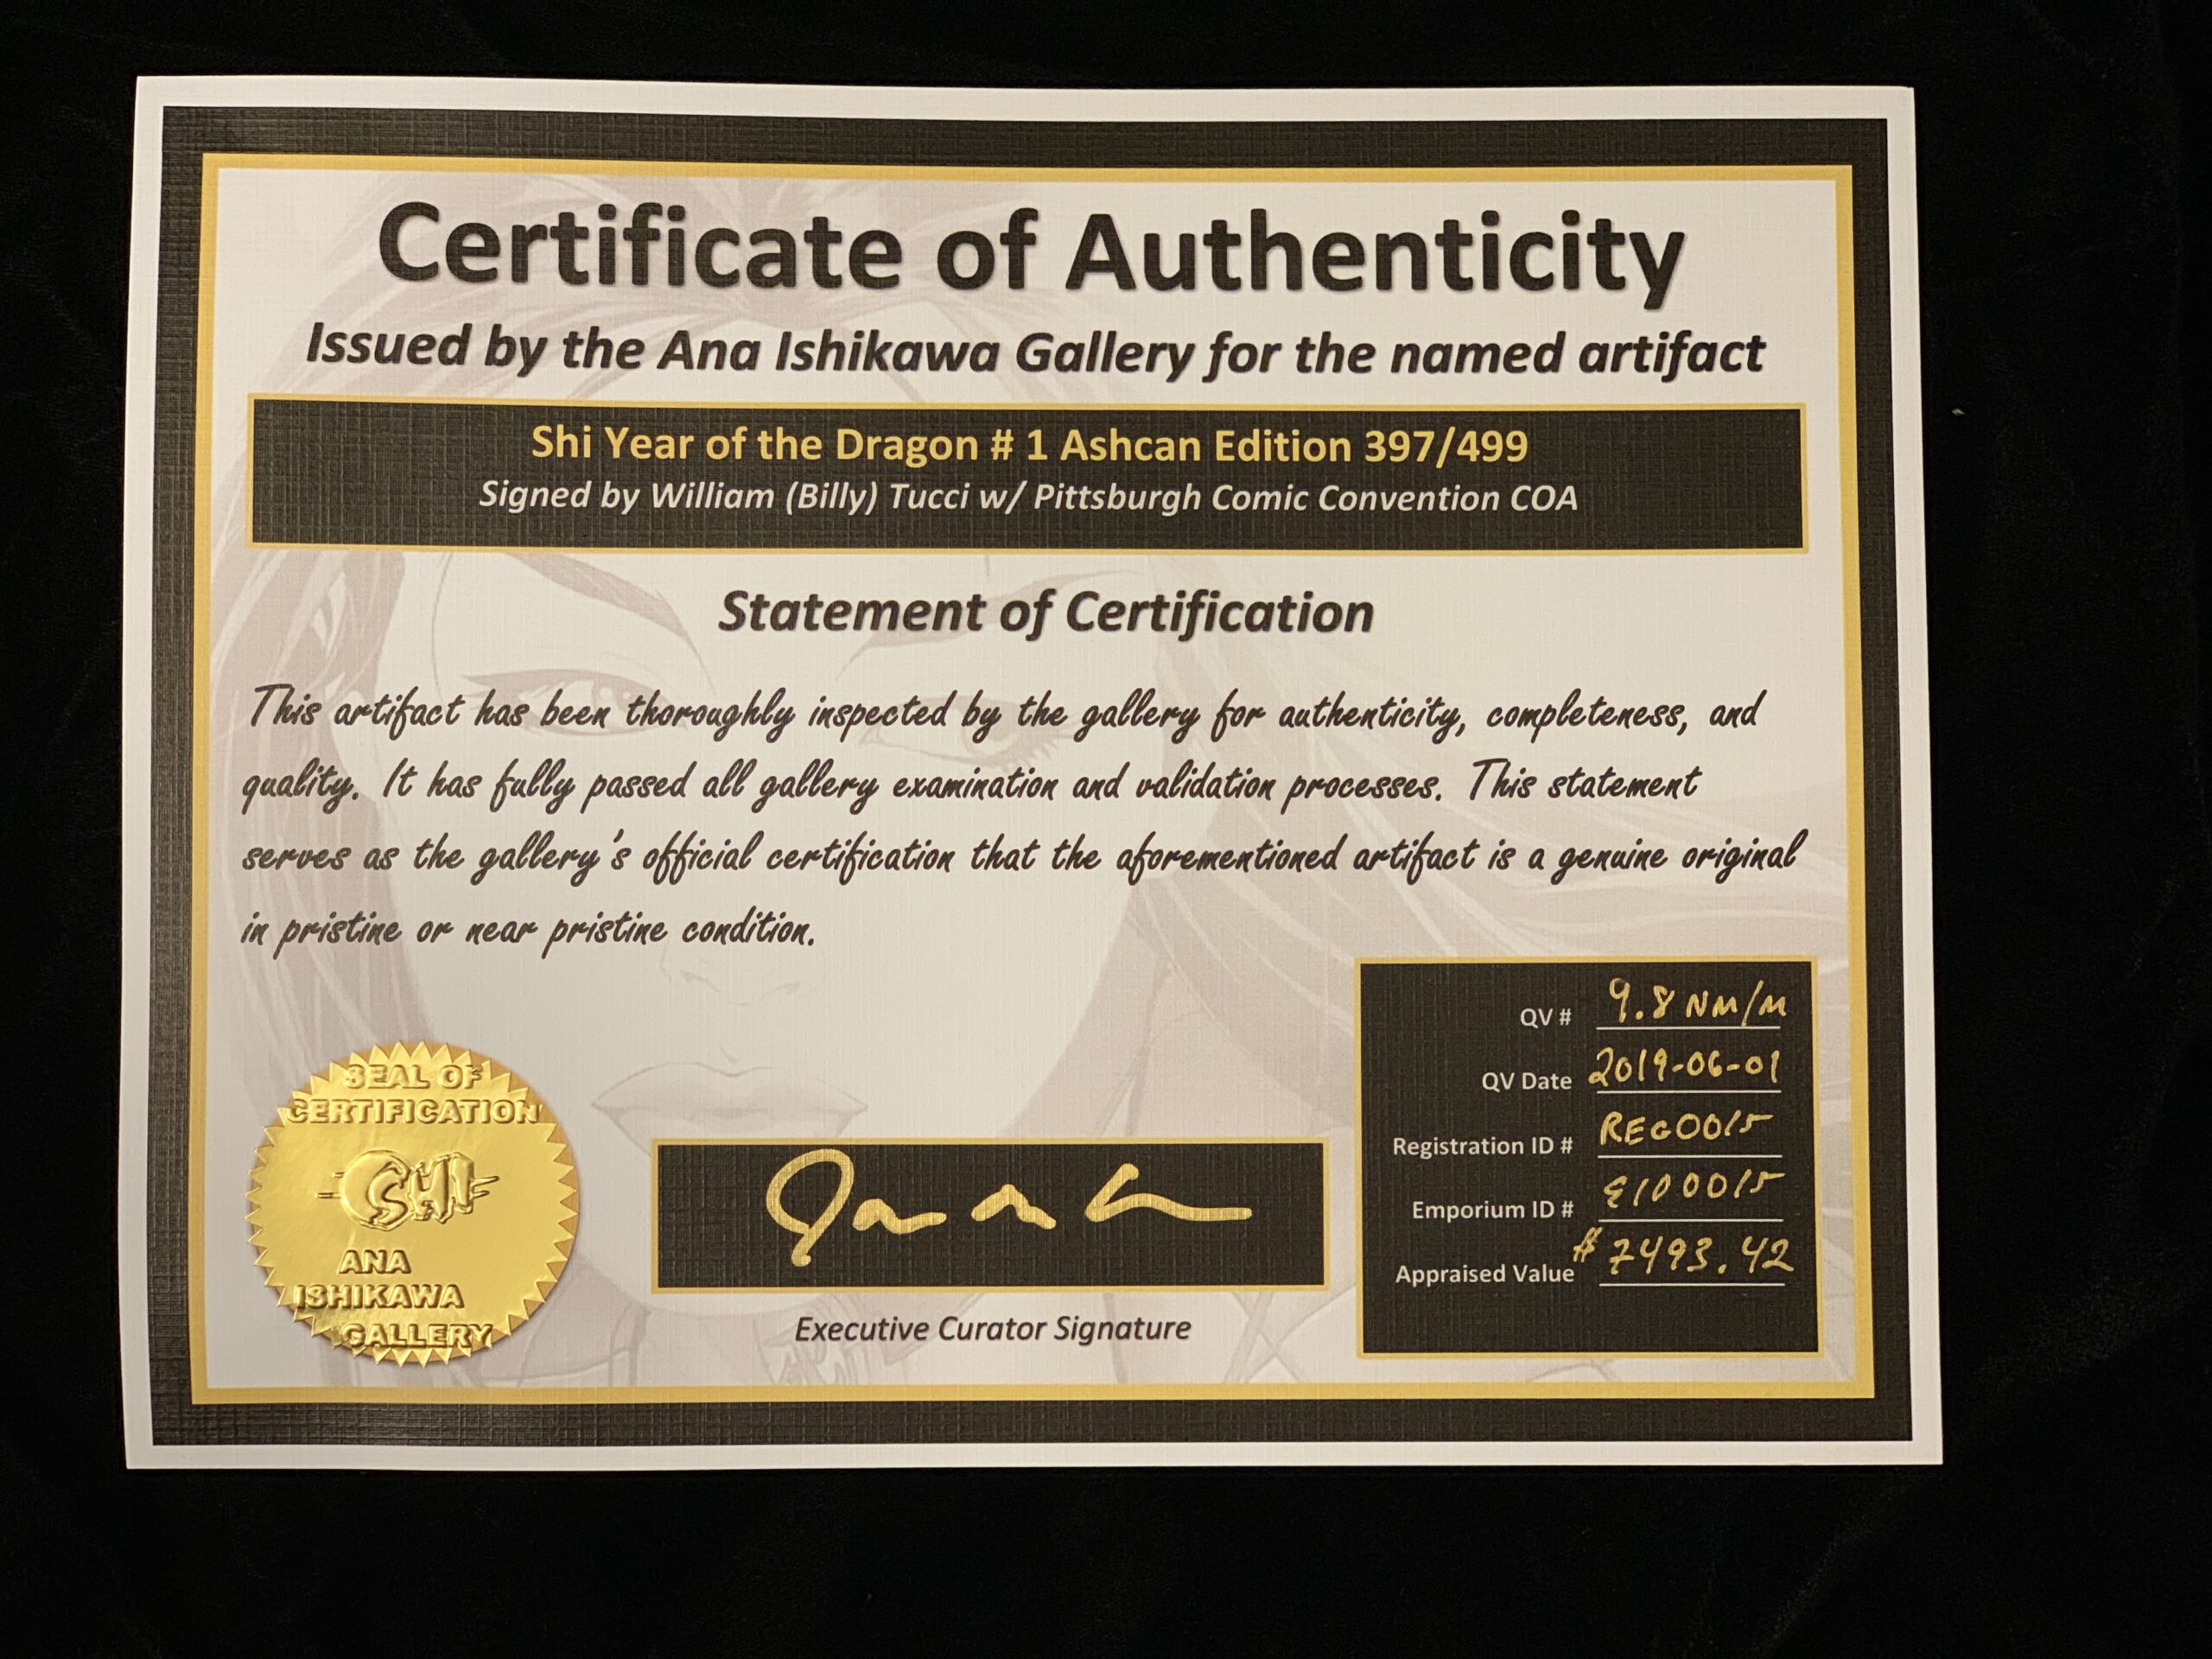 Certificate of Authenticity
Issued by the Ana Ishikawa Gallery for the named artifact
Shi Year of the Dragon # 1 Ashcan Edition 397/499
Signed by William (Billy) Tucci w/ Pittsburgh Comic Convention COA
Statement of Certification
This artifact has been thoroughly inspected by the gallery for authenticity, completeness, and
quality. It has fully passed all gallery examination and validation processes. This statement
serves as the gallery's official certification that the aforementioned artifact is a genuine original
in pristine or near pristine condition.
SEAL OF
CERTIFICATION
SHI
ANA
ISHIKAWA
GALLERY
Executive Curator Signature
QV # 9.8 NM/M
QV Date 2019-06-01
Registration ID # REG0015
Emporium ID # EID0015
Appraised Value $7493.42